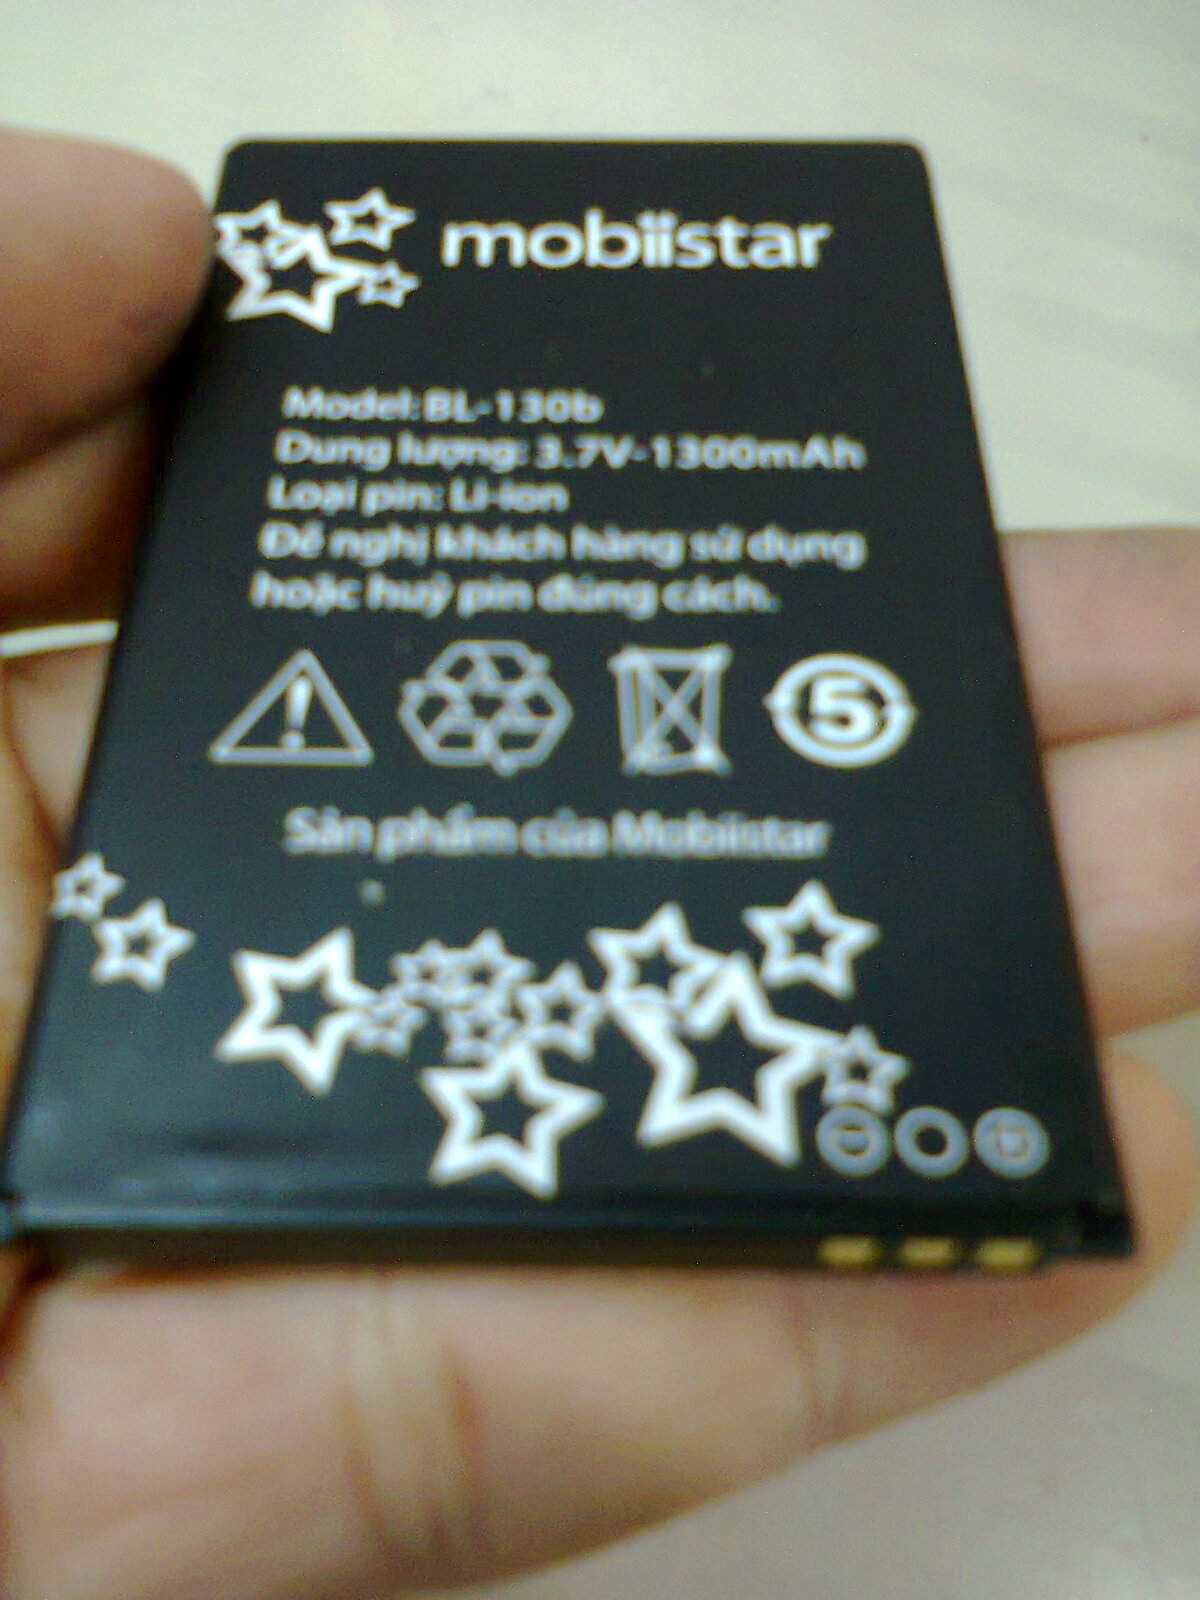 mobiistar
Model: BL-130b
Dung lượng: 3.7V-1300mAh
Loại pin: Li-ion
Đề nghị khách hàng sử dụng
hoặc huỷ pin đúng cách.
5
Sản phẩm của Mobiistar